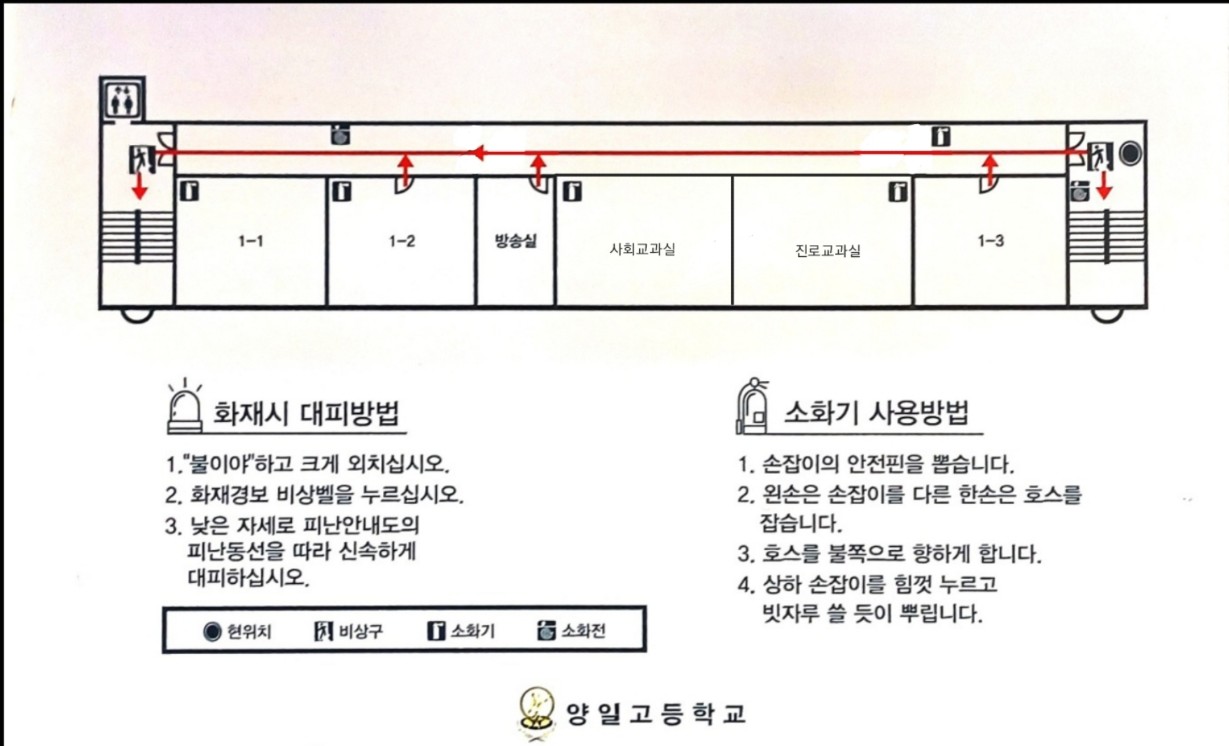 1-1
1-2
방송실
사회교과실
진로교과실
1-3
화재시 대피방법
1."불이야"하고 크게 외치십시오.
2. 화재경보 비상벨을 누르십시오.
3. 낮은 자세로 피난안내도의
피난동선을 따라 신속하게
대피하십시오.
현위치 비상구 소화기 소화전
소화기 사용방법
1. 손잡이의 안전핀을 뽑습니다.
2. 왼손은 손잡이를 다른 한손은 호스를
잡습니다.
3. 호스를 불쪽으로 향하게 합니다.
4. 상하 손잡이를 힘껏 누르고
빗자루 쓸 듯이 뿌립니다.
양일고등학교